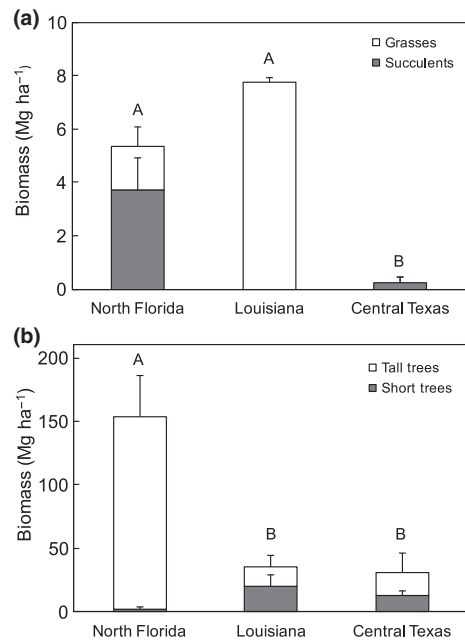 (a)
10
8
6
4
2
0
Biomass (Mg ha⁻¹)
Grasses
Succulents
A
A
B
North Florida Louisiana Central Texas
(b)
200
150
100
50
0
Biomass (Mg ha⁻¹)
Tall trees
Short trees
A
B
B
North Florida Louisiana Central Texas